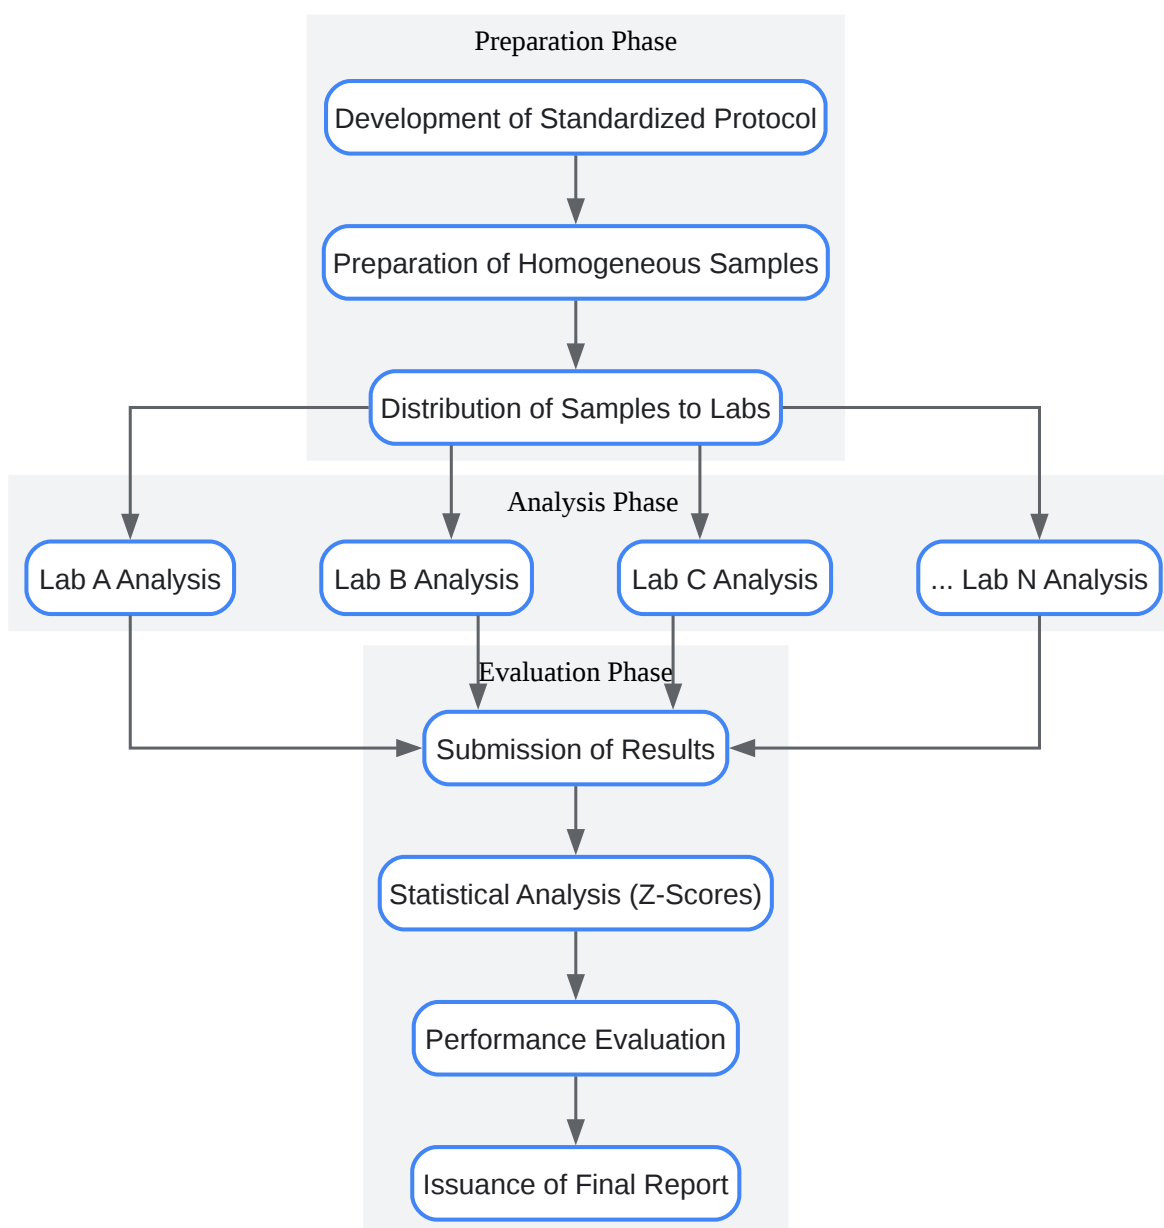 Preparation Phase
Development of Standardized Protocol
Preparation of Homogeneous Samples
Distribution of Samples to Labs
Analysis Phase
Lab A Analysis
Lab B Analysis
Lab C Analysis
... Lab N Analysis
Evaluation Phase
Submission of Results
Statistical Analysis (Z-Scores)
Performance Evaluation
Issuance of Final Report